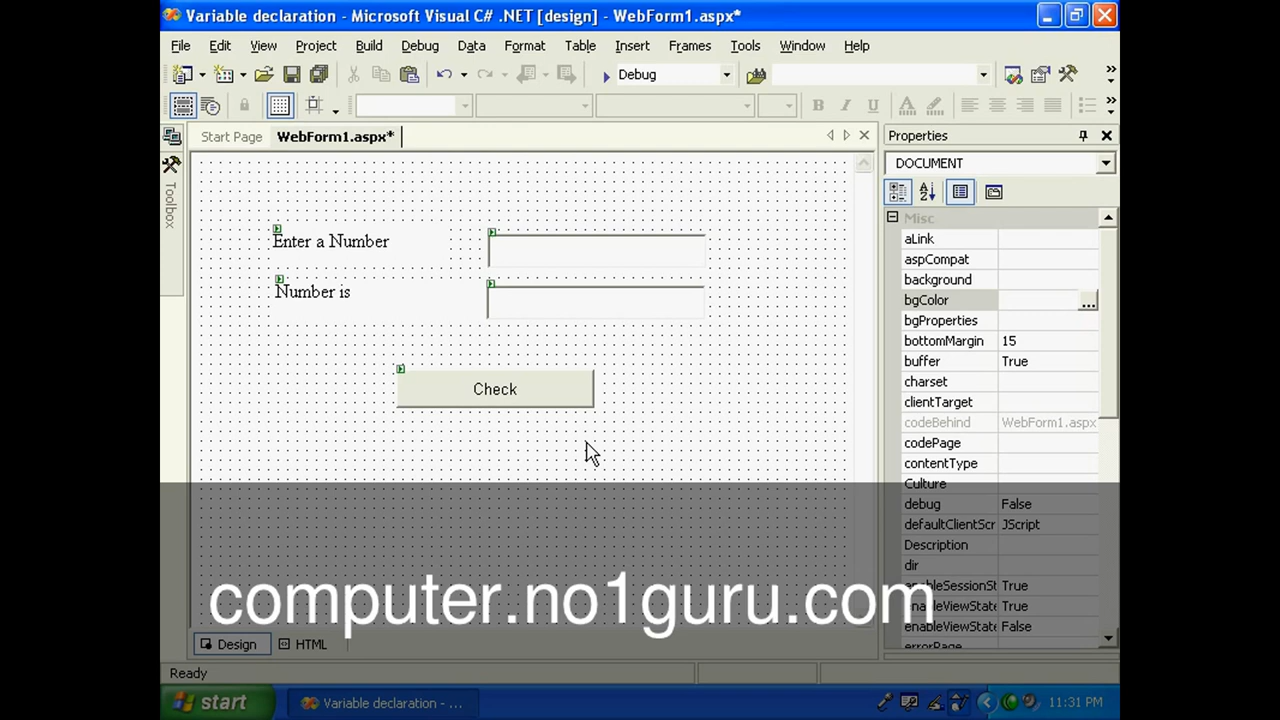 Variable declaration - Microsoft Visual C# .NET [design] - WebForm1.aspx*
File Edit View Project Build Debug Data Format Table Insert Frames Tools Window Help
Debug
B I U A
Start Page WebForm1.aspx*
Properties
Toolbox
DOCUMENT
Misc
aLink
aspCompat
background
bgColor ...
bgProperties
bottomMargin 15
buffer True
charset
clientTarget
codeBehind WebForm1.aspx
codePage
contentType
Culture
debug False
defaultClientScr JScript
Description
dir
enableSessionSt True
enableViewState True
enableViewState False
errorPage
Enter a Number
Number is
Check
computer.no1guru.com
Design HTML
Ready
start Variable declaration - ... 11:31 PM